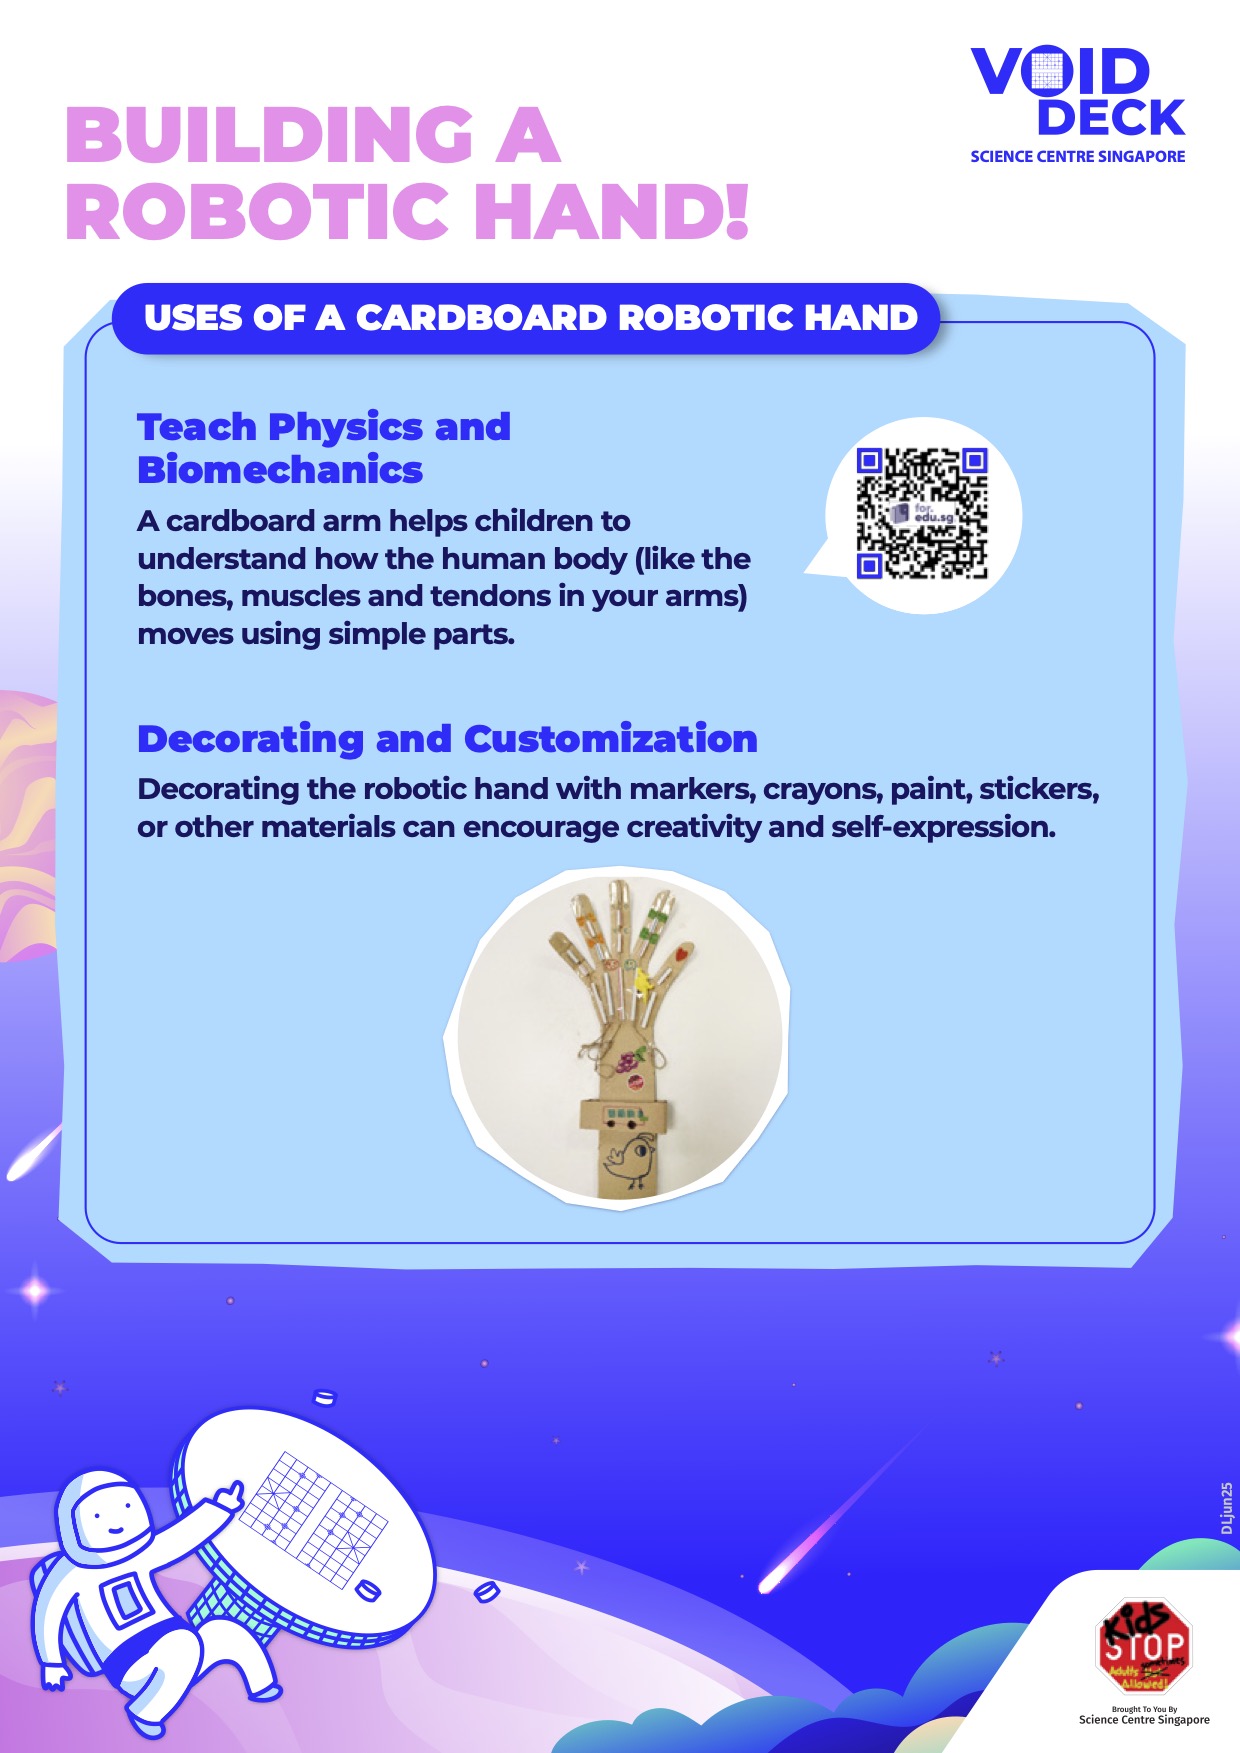 VOID
DECK
SCIENCE CENTRE SINGAPORE
BUILDING A
ROBOTIC HAND!
USES OF A CARDBOARD ROBOTIC HAND
Teach Physics and
Biomechanics
A cardboard arm helps children to
understand how the human body (like the
bones, muscles and tendons in your arms)
moves using simple parts.
for.
edu.sg
Decorating and Customization
Decorating the robotic hand with markers, crayons, paint, stickers,
or other materials can encourage creativity and self-expression.
DLjun25
Kids
STOP
sometimes
Adults Not
Allowed!
Brought To You By
Science Centre Singapore